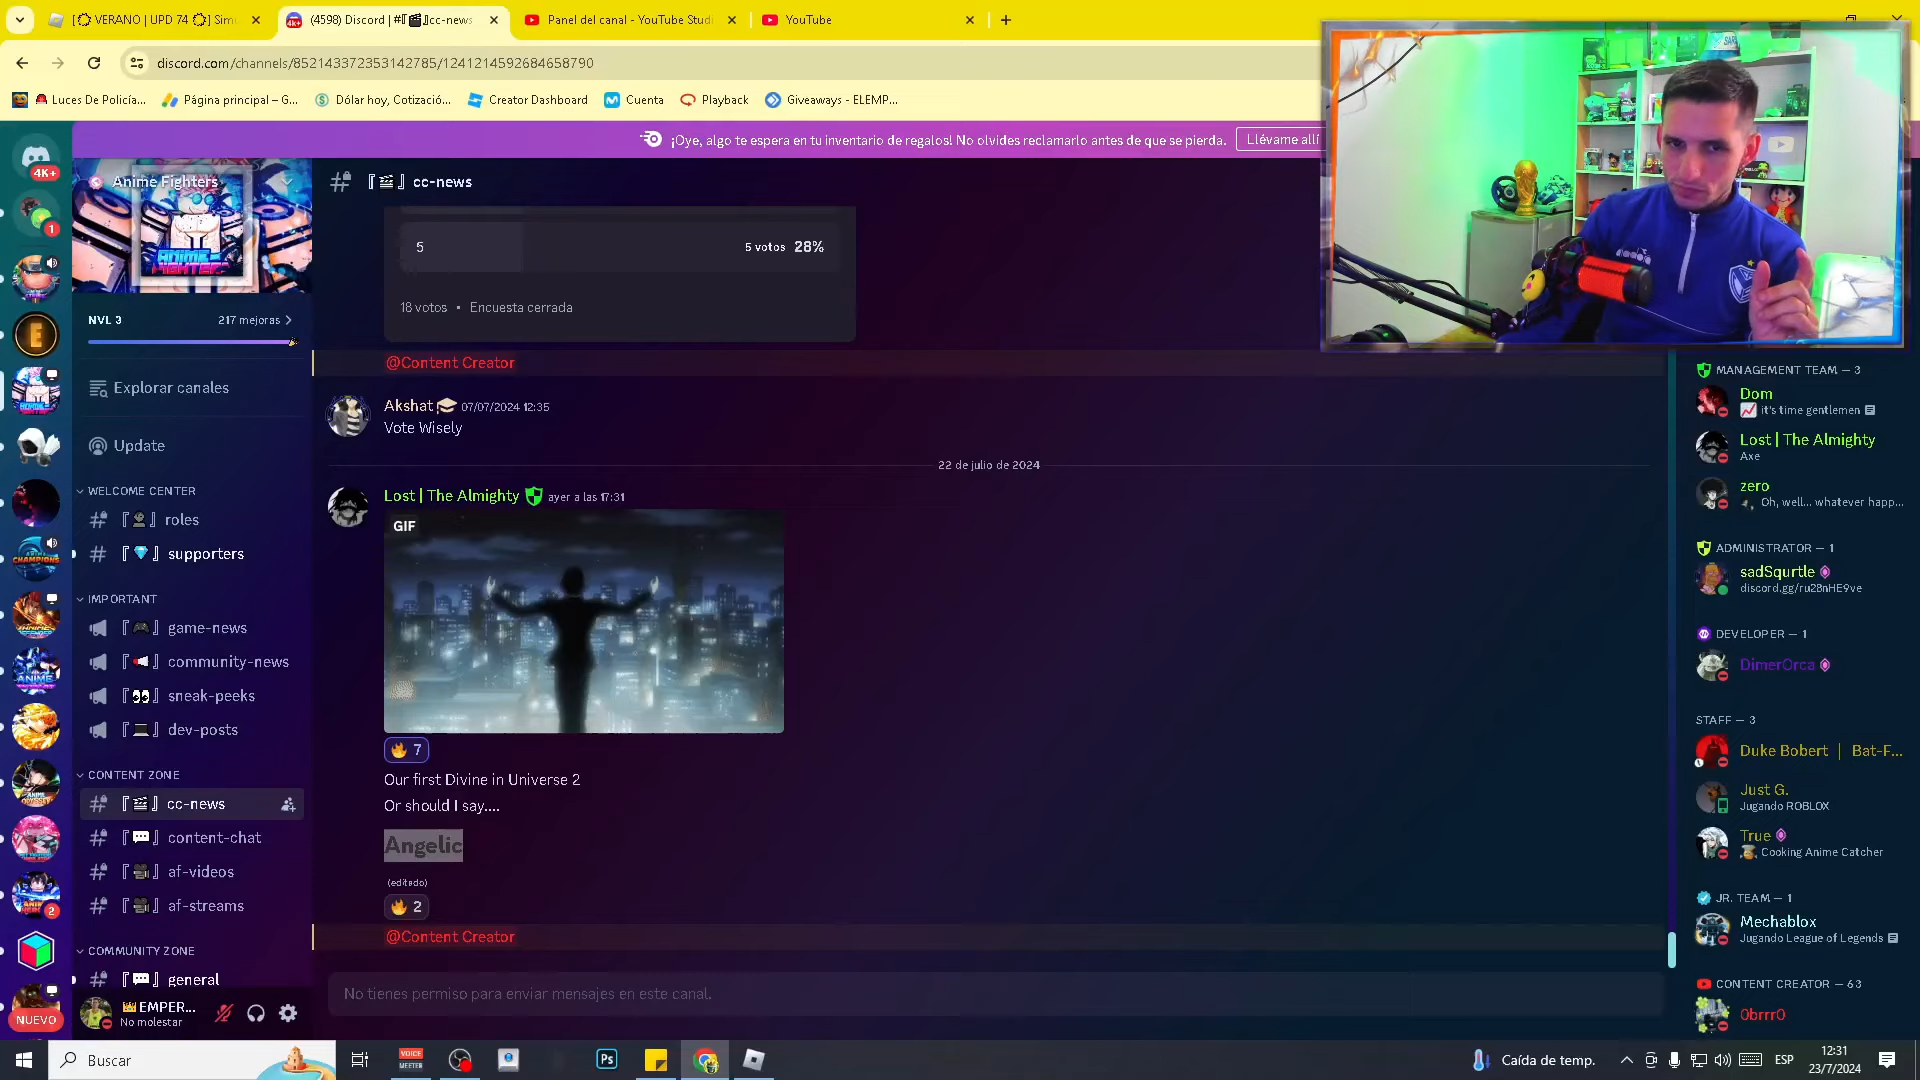 [⚙ VERANO | UPD 74 ⚙] Simu
(4598) Discord | #『🎬』cc-news
Panel del canal - YouTube Studi
YouTube
discord.com/channels/852143372353142785/1241214592684658790
Luces De Policía...
Página principal – G...
Dólar hoy, Cotizació...
Creator Dashboard
Cuenta
Playback
Giveaways - ELEMP...
¡Oye, algo te espera en tu inventario de regalos! No olvides reclamarlo antes de que se pierda.
Llévame allí
4K+
1
2
NUEVO
Anime Fighters
NVL 3
217 mejoras
Explorar canales
Update
WELCOME CENTER
roles
supporters
IMPORTANT
game-news
community-news
sneak-peeks
dev-posts
CONTENT ZONE
cc-news
content-chat
af-videos
af-streams
COMMUNITY ZONE
general
EMPER...
No molestar
『🎬』 cc-news
5
5 votos 28%
18 votos • Encuesta cerrada
@Content Creator
Akshat 07/07/2024 12:35
Vote Wisely
22 de julio de 2024
Lost | The Almighty ayer a las 17:31
GIF
🔥 7
Our first Divine in Universe 2
Or should I say....
Angelic
(editado)
🔥 2
@Content Creator
No tienes permiso para enviar mensajes en este canal.
MANAGEMENT TEAM — 3
Dom
it's time gentlemen
Lost | The Almighty
Axe
zero
Oh, well... whatever happ...
ADMINISTRATOR — 1
sadSqurtle
discord.gg/ru28nHE9ve
DEVELOPER — 1
DimerOrca
STAFF — 3
Duke Bobert | Bat-F...
Just G.
Jugando ROBLOX
True
Cooking Anime Catcher
JR. TEAM — 1
Mechablox
Jugando League of Legends
CONTENT CREATOR — 63
0brrr0
Buscar
VOICE
MEETER
Ps
Caída de temp.
ESP
12:31
23/7/2024